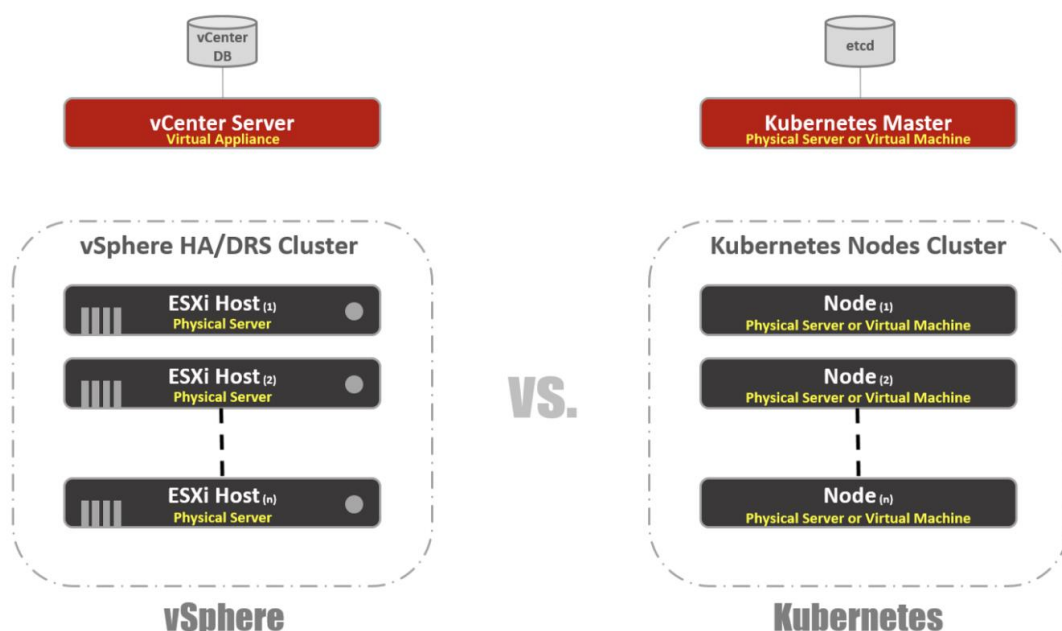 vCenter
DB
vCenter Server
Virtual Appliance
vSphere HA/DRS Cluster
ESXi Host (1)
Physical Server
ESXi Host (2)
Physical Server
ESXi Host (n)
Physical Server
vSphere
VS.
etcd
Kubernetes Master
Physical Server or Virtual Machine
Kubernetes Nodes Cluster
Node (1)
Physical Server or Virtual Machine
Node (2)
Physical Server or Virtual Machine
Node (n)
Physical Server or Virtual Machine
Kubernetes